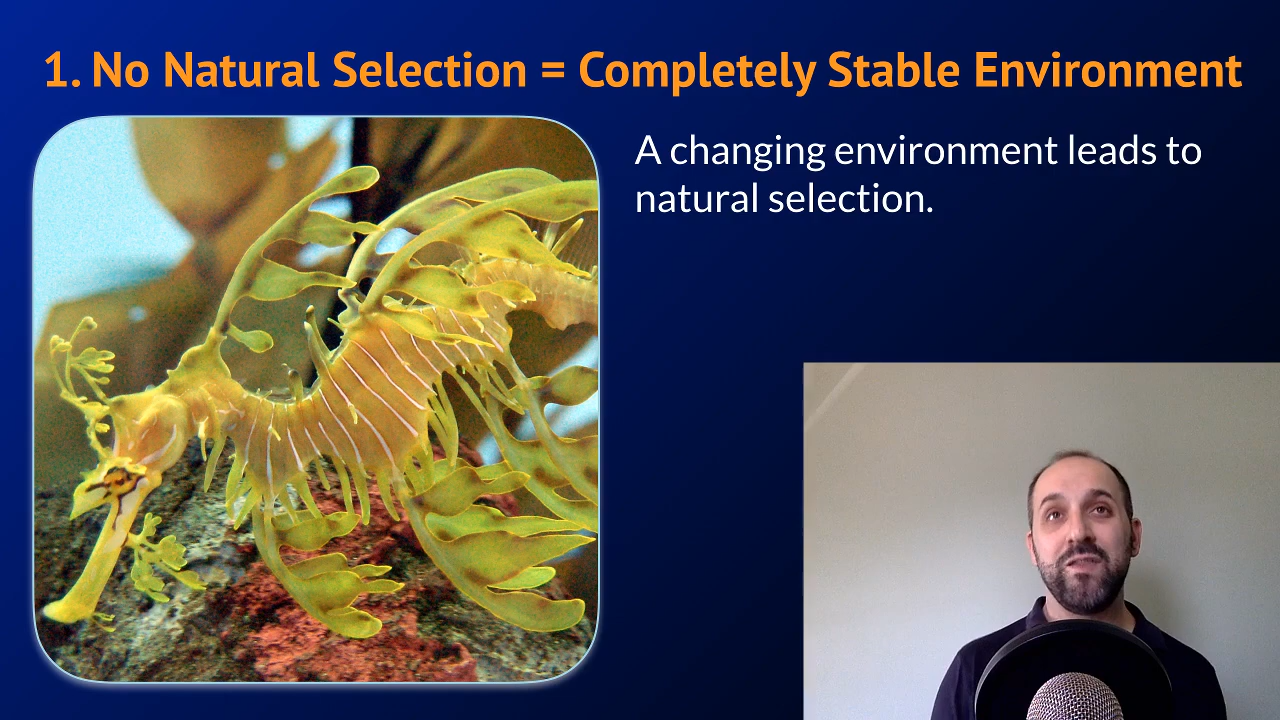 1. No Natural Selection = Completely Stable Environment
A changing environment leads to
natural selection.